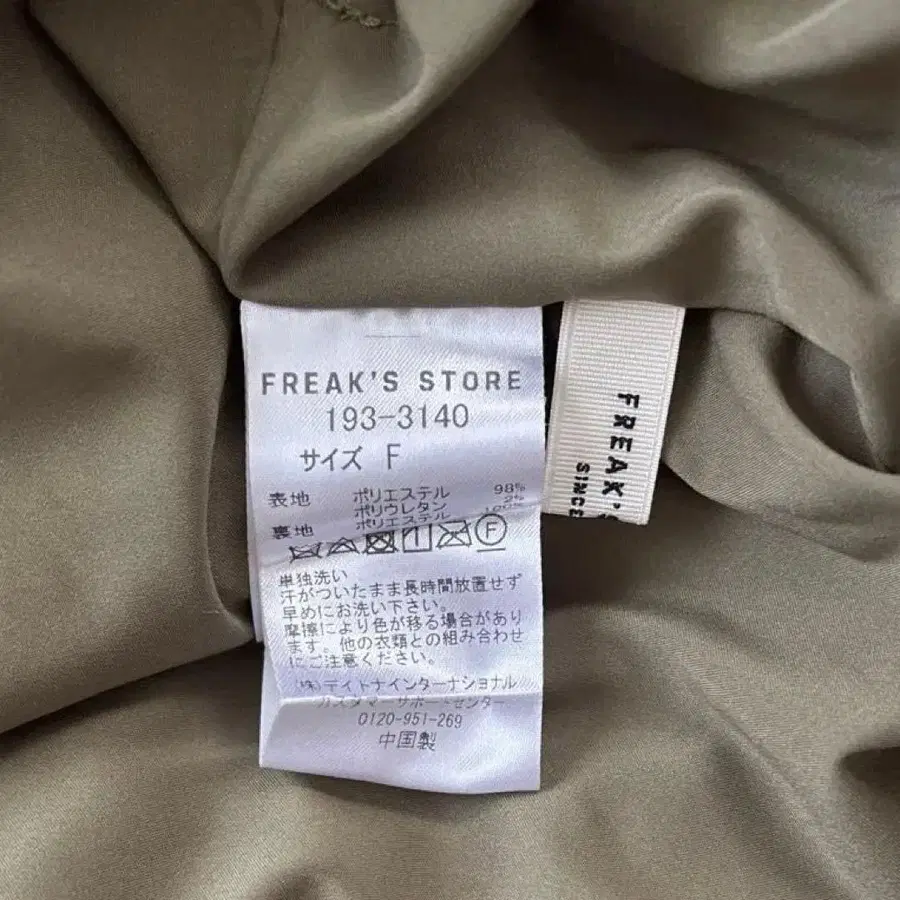 FREAK'S STORE
193-3140
サイズ F
表地 ポリエステル 98%
ポリウレタン 2%
裏地 ポリエステル 100%
F
単独洗い
汗がついたまま長時間放置せず
早めにお洗い下さい。
摩擦により色が移る場合があり
ます。他の衣類との組み合わせ
にご注意ください。
(株)デイトナインターナショナル
カスタマーサポートセンター
0120-951-269
中国製
FREAK'S
SINCE